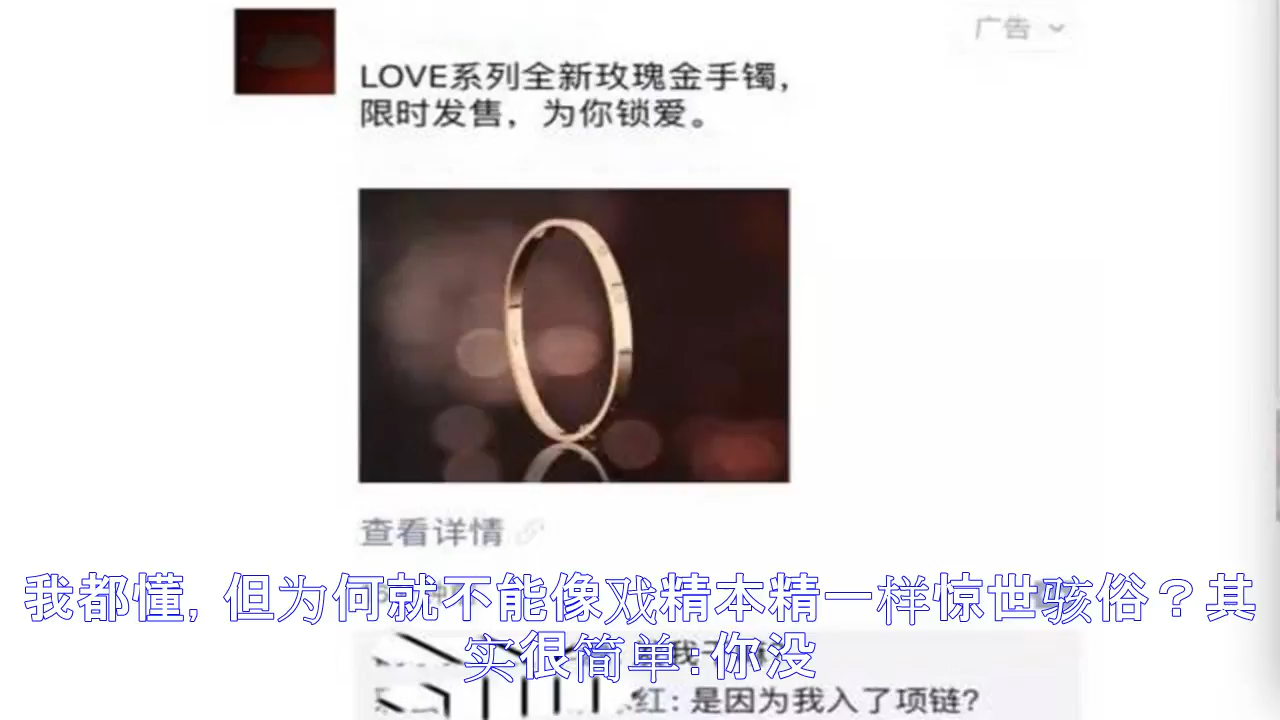 广告
LOVE系列全新玫瑰金手镯，
限时发售，为你锁爱。
查看详情
我都懂，但为何就不能像戏精本精一样惊世骇俗？其
实很简单：你没
红：是因为我入了项链？